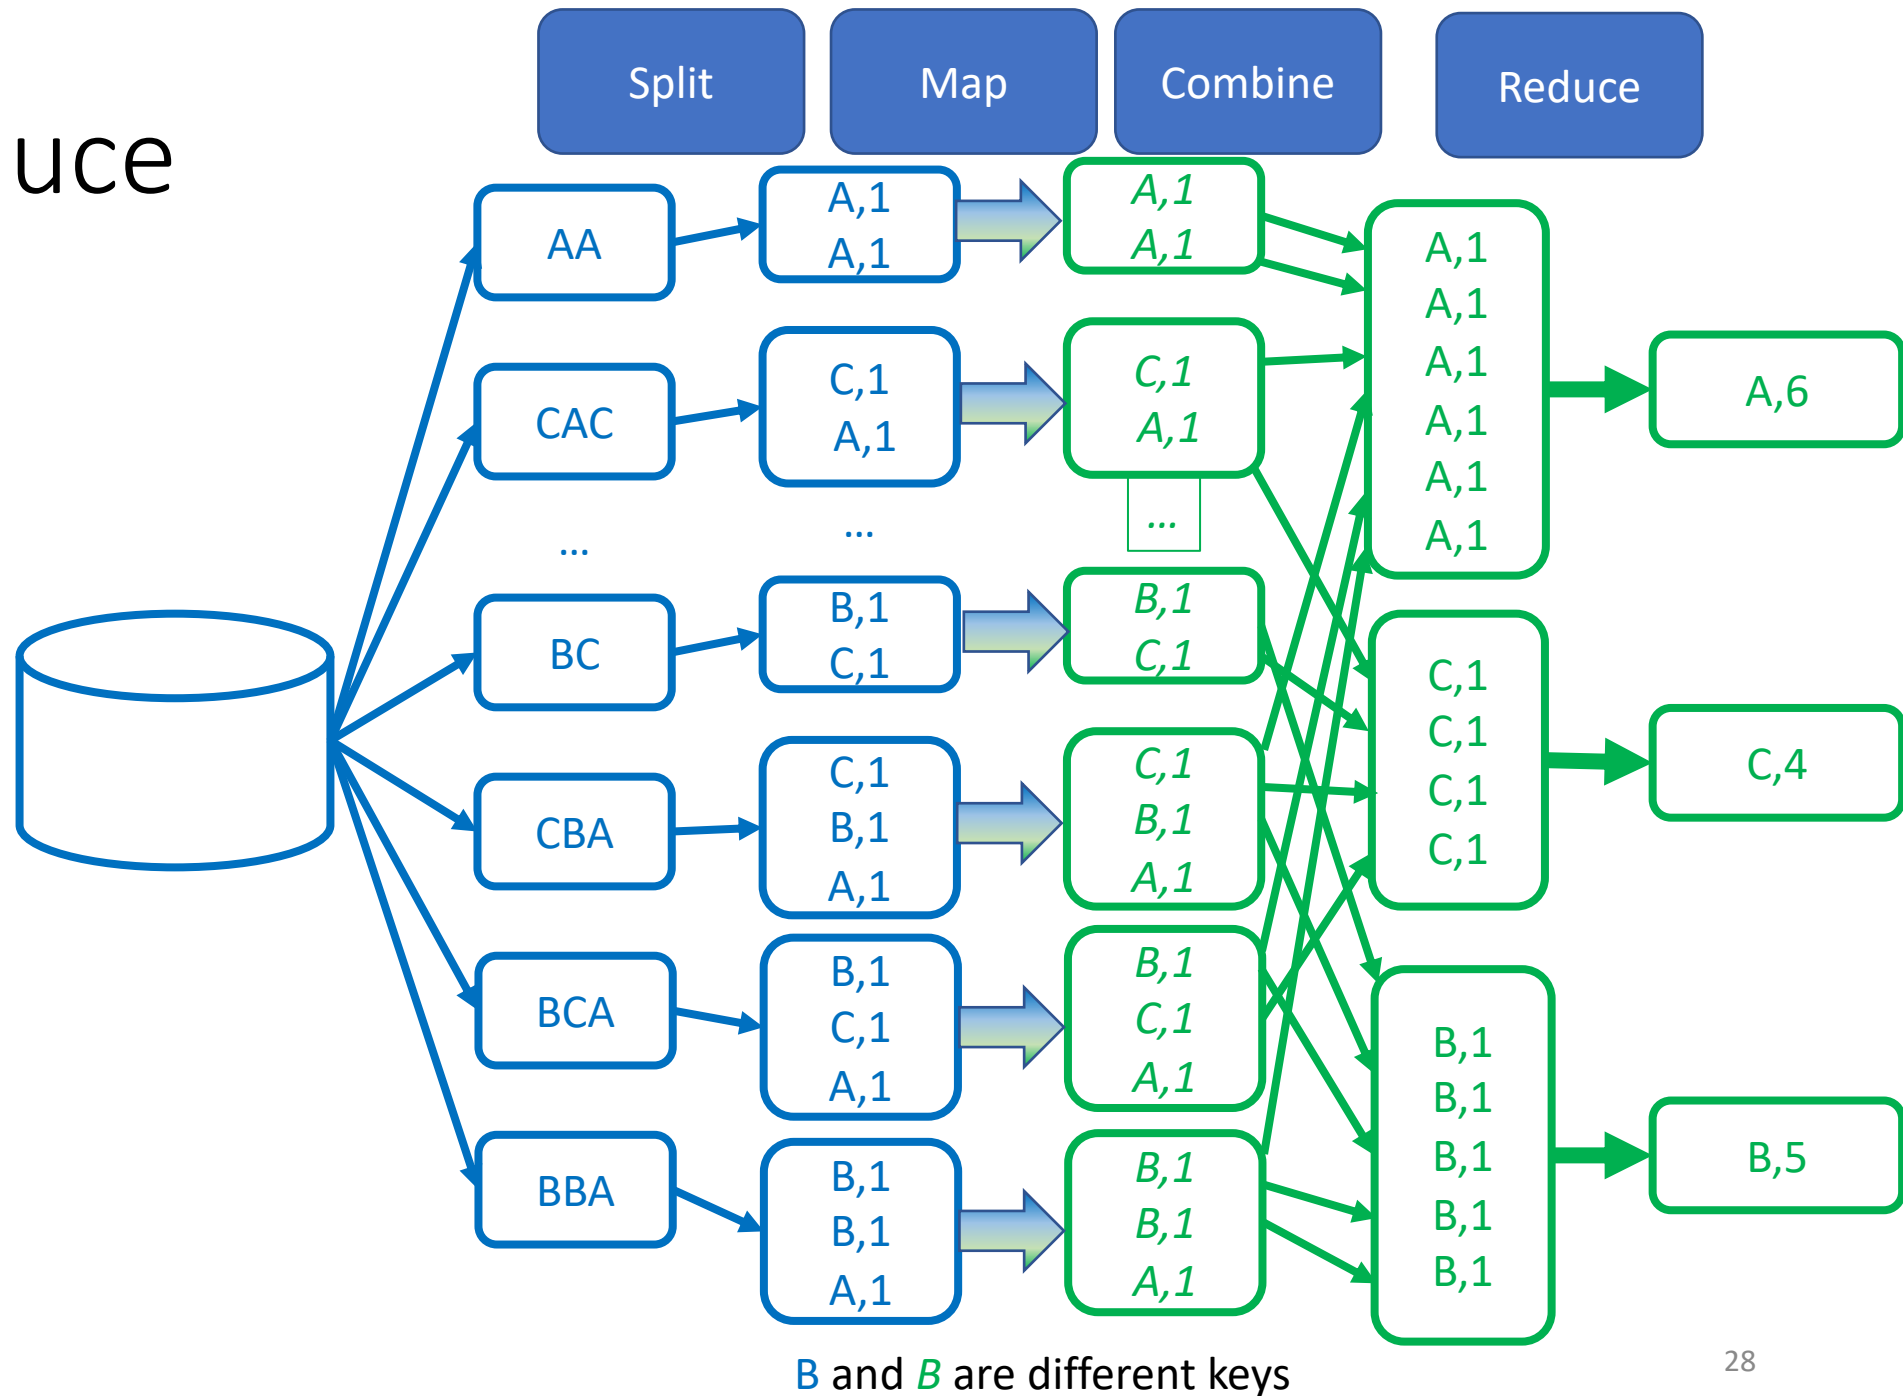 Split
Map
Combine
Reduce
uce
AA
CAC
...
BC
CBA
BCA
BBA
A,1
A,1
C,1
A,1
...
B,1
C,1
C,1
B,1
A,1
B,1
C,1
A,1
B,1
B,1
A,1
A,1
A,1
C,1
A,1
...
B,1
C,1
C,1
B,1
A,1
B,1
C,1
A,1
B,1
B,1
A,1
A,1
A,1
A,1
A,1
A,1
A,1
C,1
C,1
C,1
C,1
B,1
B,1
B,1
B,1
B,1
A,6
C,4
B,5
B and B are different keys
28